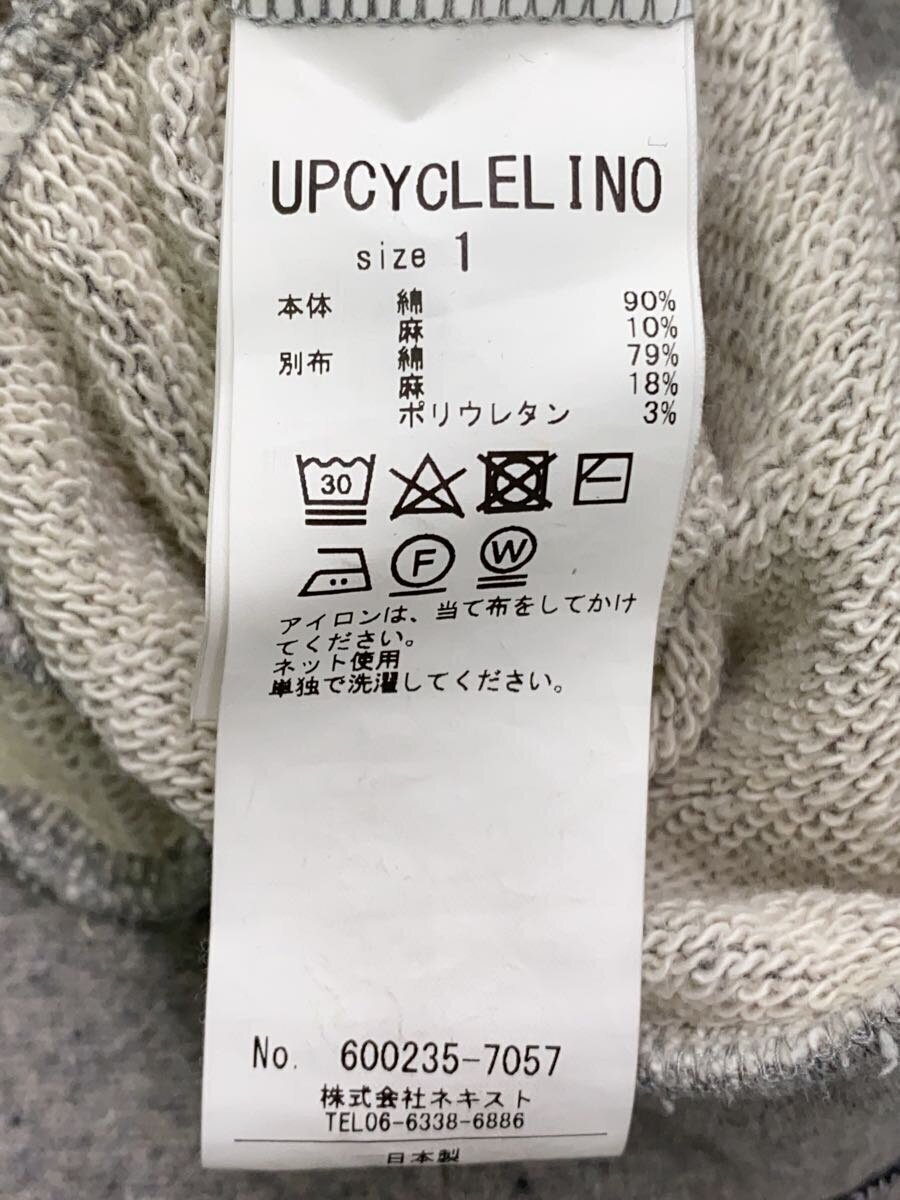 UPCYCLELINO
size 1
本体 綿 90%
麻 10%
別布 綿 79%
麻 18%
ポリウレタン 3%
30
F W
アイロンは、当て布をしてかけ
てください。
ネット使用
単独で洗濯してください。
No. 600235-7057
株式会社ネキスト
TEL06-6338-6886
日本製